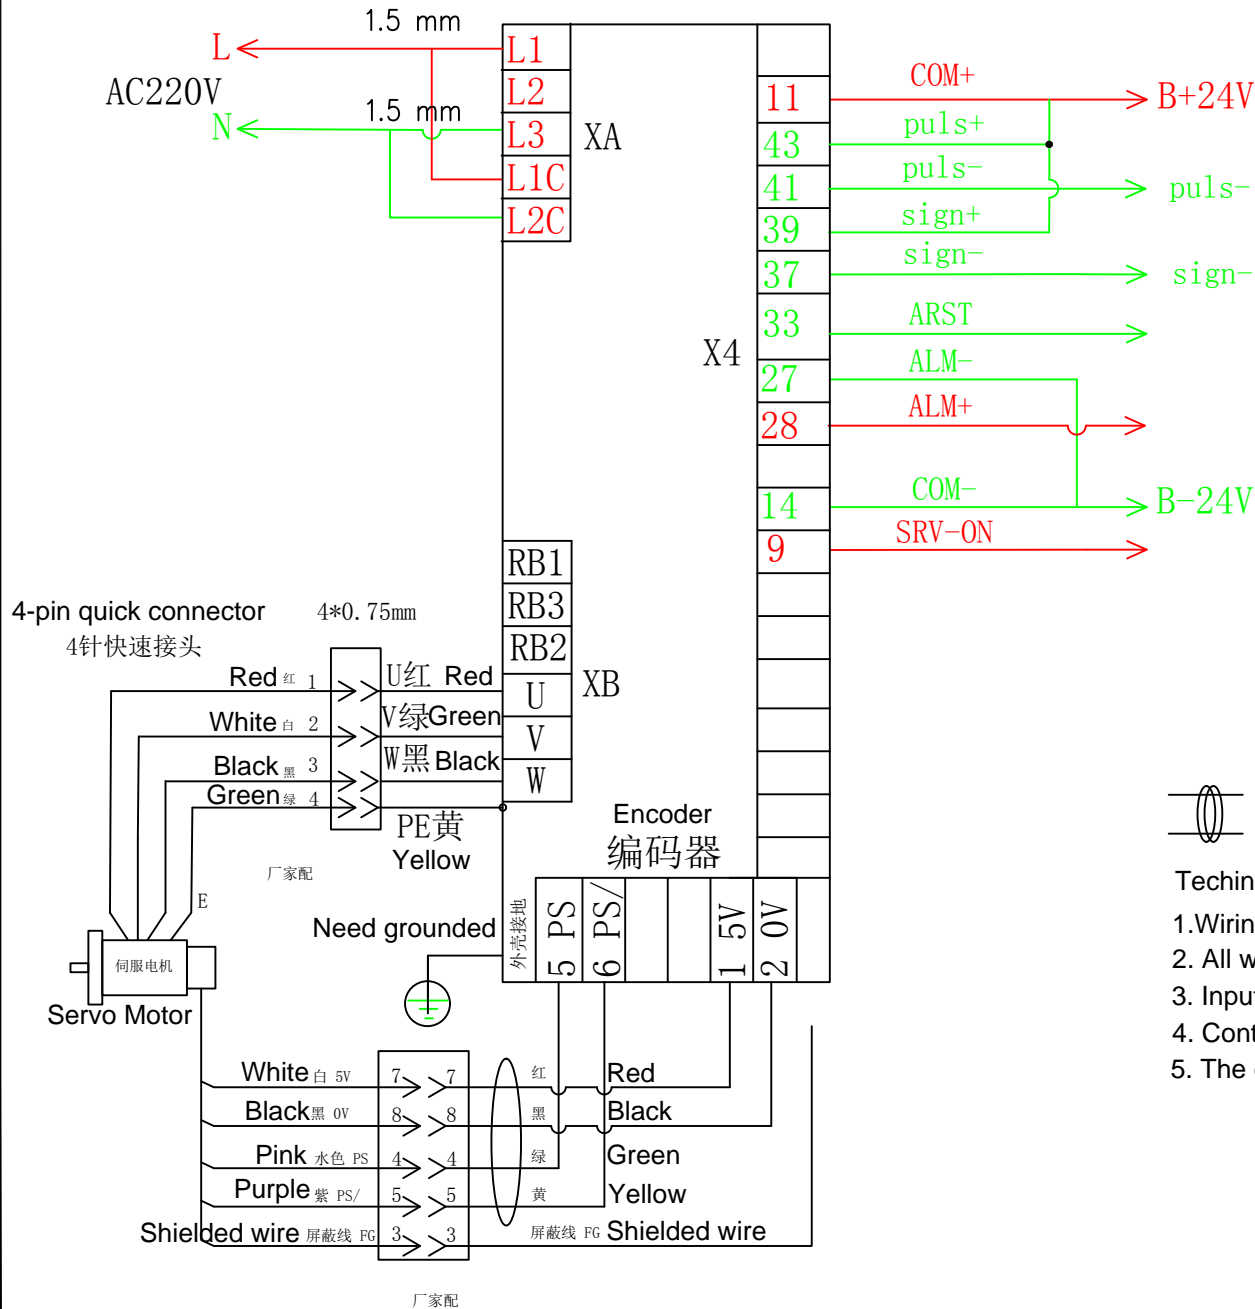 1.5 mm
L
L1
AC220V
L2
1.5 mm
N
L3
XA
L1C
L2C
11
COM+
B+24V
43
puls+
41
puls-
puls-
39
sign+
37
sign-
sign-
33
ARST
X4
27
ALM-
28
ALM+
14
COM-
B-24V
9
SRV-ON
RB1
RB3
RB2
XB
U
V
W
4-pin quick connector
4*0.75mm
4针快速接头
Red 红 1
U红 Red
White 白 2
V绿Green
Black 黑 3
W黑 Black
Green 绿 4
PE黄
Yellow
厂家配
E
Encoder
编码器
Need grounded
外壳接地
5 PS
6 PS/
1 5V
2 0V
伺服电机
Servo Motor
White 白 5V 7 7 红 Red
Black 黑 0V 8 8 黑 Black
Pink 水色 PS 4 4 绿 Green
Purple 紫 PS/ 5 5 黄 Yellow
Shielded wire 屏蔽线 FG 3 3 屏蔽线 FG Shielded wire
厂家配
Techin
1.Wirin
2. All w
3. Input
4. Cont
5. The